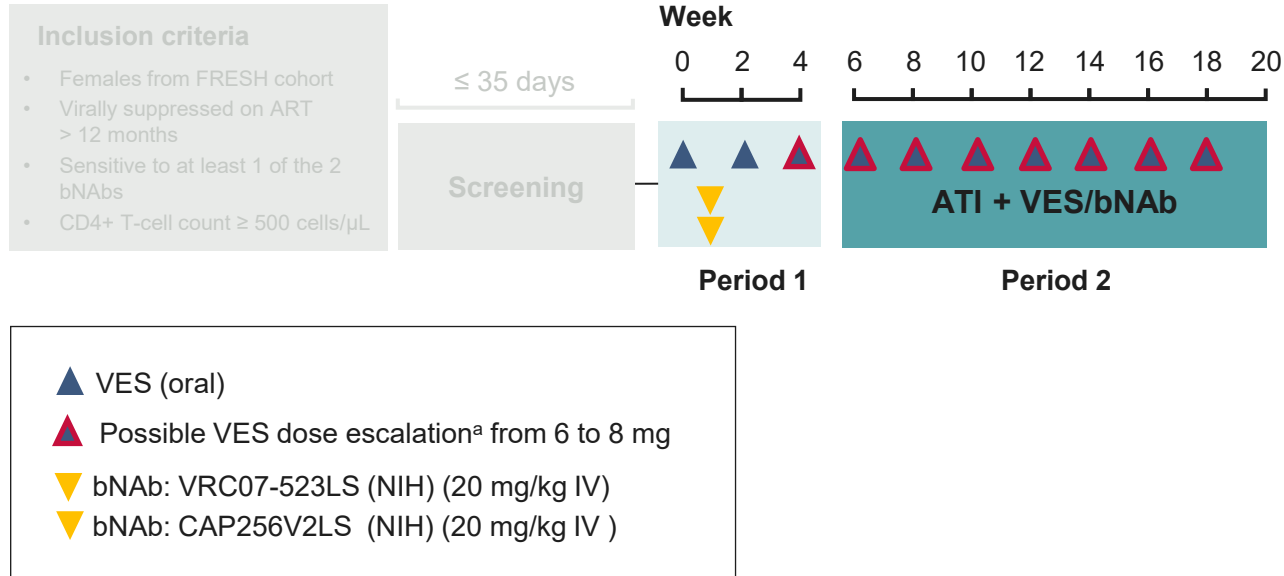 Inclusion criteria
• Females from FRESH cohort
• Virally suppressed on ART
> 12 months
• Sensitive to at least 1 of the 2
bNAbs
• CD4+ T-cell count ≥ 500 cells/µL
≤ 35 days
Screening
Week
0 2 4 6 8 10 12 14 16 18 20
ATI + VES/bNAb
Period 1
Period 2
VES (oral)
Possible VES dose escalationᵃ from 6 to 8 mg
bNAb: VRC07-523LS (NIH) (20 mg/kg IV)
bNAb: CAP256V2LS (NIH) (20 mg/kg IV )